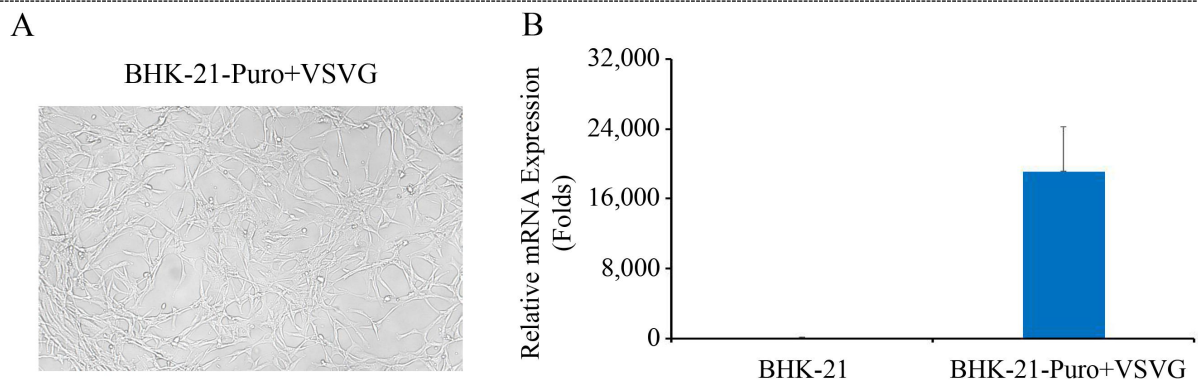 A
BHK-21-Puro+VSVG
B
Relative mRNA Expression
(Folds)
32,000
24,000
16,000
8,000
0
BHK-21
BHK-21-Puro+VSVG